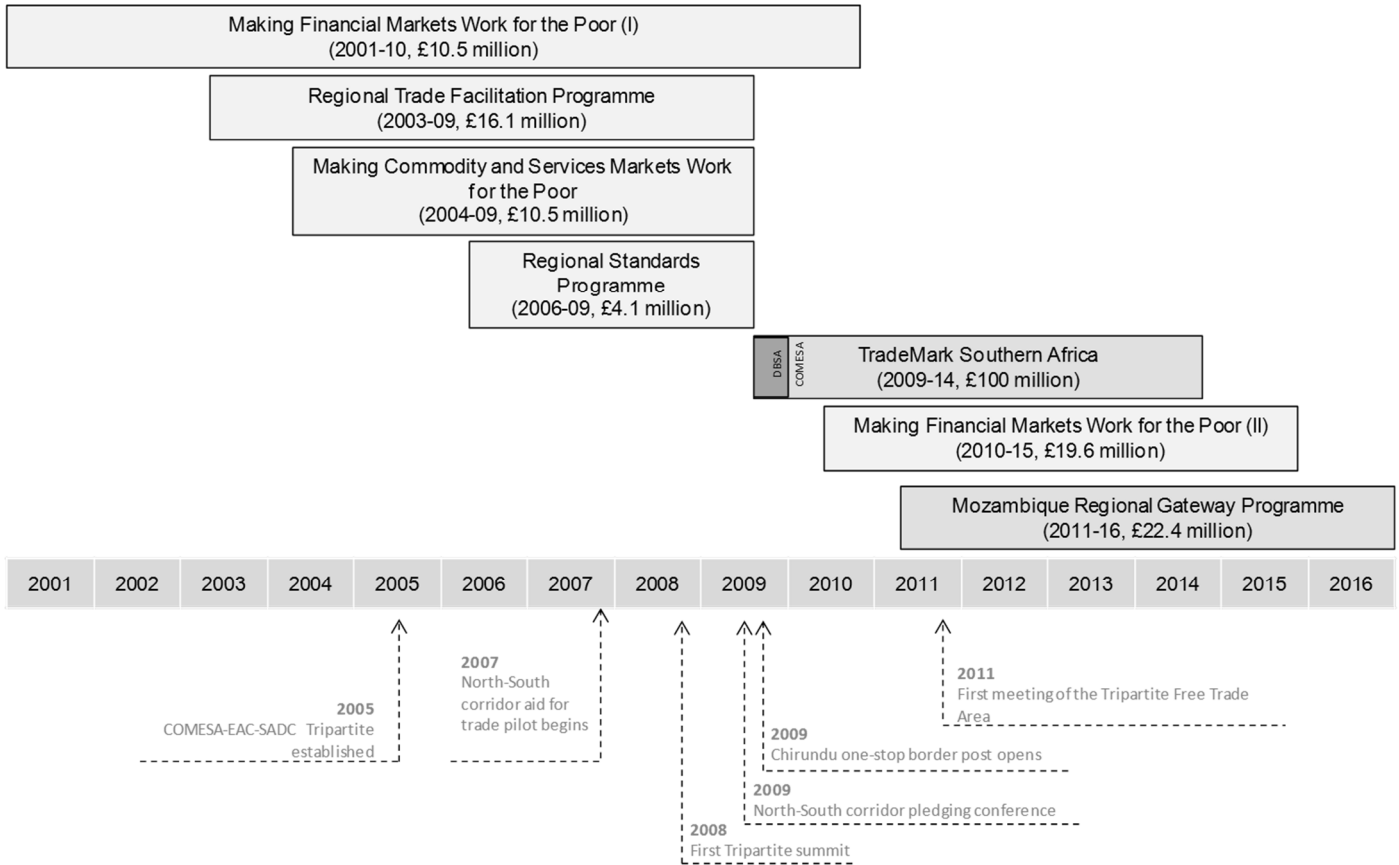 Making Financial Markets Work for the Poor (I)
(2001-10, £10.5 million)
Regional Trade Facilitation Programme
(2003-09, £16.1 million)
Making Commodity and Services Markets Work
for the Poor
(2004-09, £10.5 million)
Regional Standards
Programme
(2006-09, £4.1 million)
DBSA
COMESA
TradeMark Southern Africa
(2009-14, £100 million)
Making Financial Markets Work for the Poor (II)
(2010-15, £19.6 million)
Mozambique Regional Gateway Programme
(2011-16, £22.4 million)
2001 2002 2003 2004 2005 2006 2007 2008 2009 2010 2011 2012 2013 2014 2015 2016
2005
COMESA-EAC-SADC Tripartite
established
2007
North-South
corridor aid for
trade pilot begins
2008
First Tripartite summit
2009
North-South corridor pledging conference
2009
Chirundu one-stop border post opens
2011
First meeting of the Tripartite Free Trade
Area